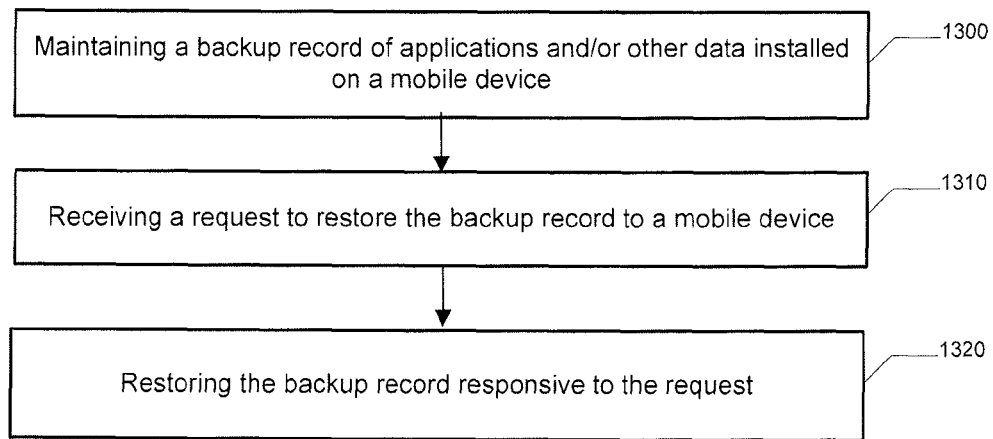 Maintaining a backup record of applications and/or other data installed
on a mobile device
1300
Receiving a request to restore the backup record to a mobile device
1310
Restoring the backup record responsive to the request
1320